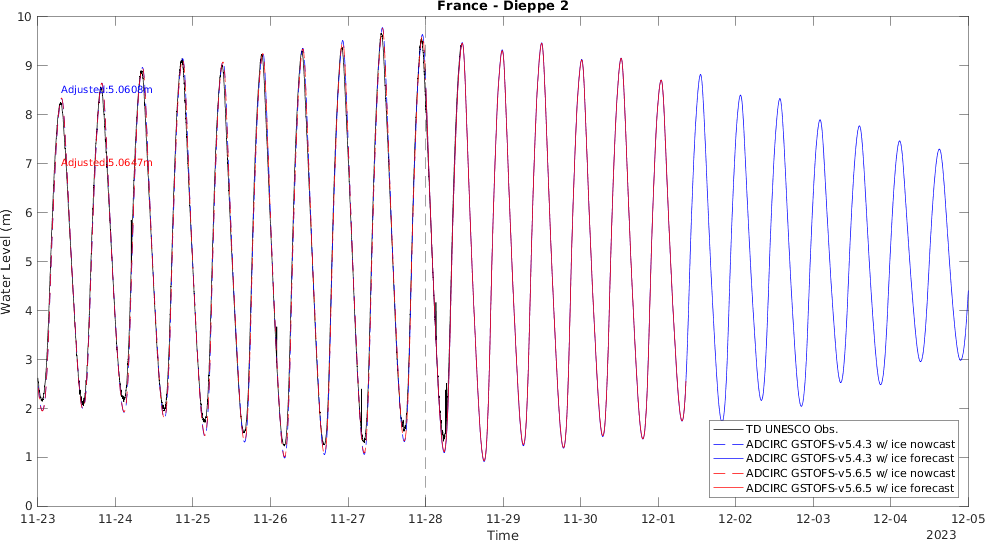 France - Dieppe 2
10
9
8
7
6
5
4
3
2
1
0
Water Level (m)
Adjusted:5.0608m
Adjusted:5.0647m
TD UNESCO Obs.
ADCIRC GSTOFS-v5.4.3 w/ ice nowcast
ADCIRC GSTOFS-v5.4.3 w/ ice forecast
ADCIRC GSTOFS-v5.6.5 w/ ice nowcast
ADCIRC GSTOFS-v5.6.5 w/ ice forecast
11-23 11-24 11-25 11-26 11-27 11-28 11-29 11-30 12-01 12-02 12-03 12-04 12-05
Time
2023